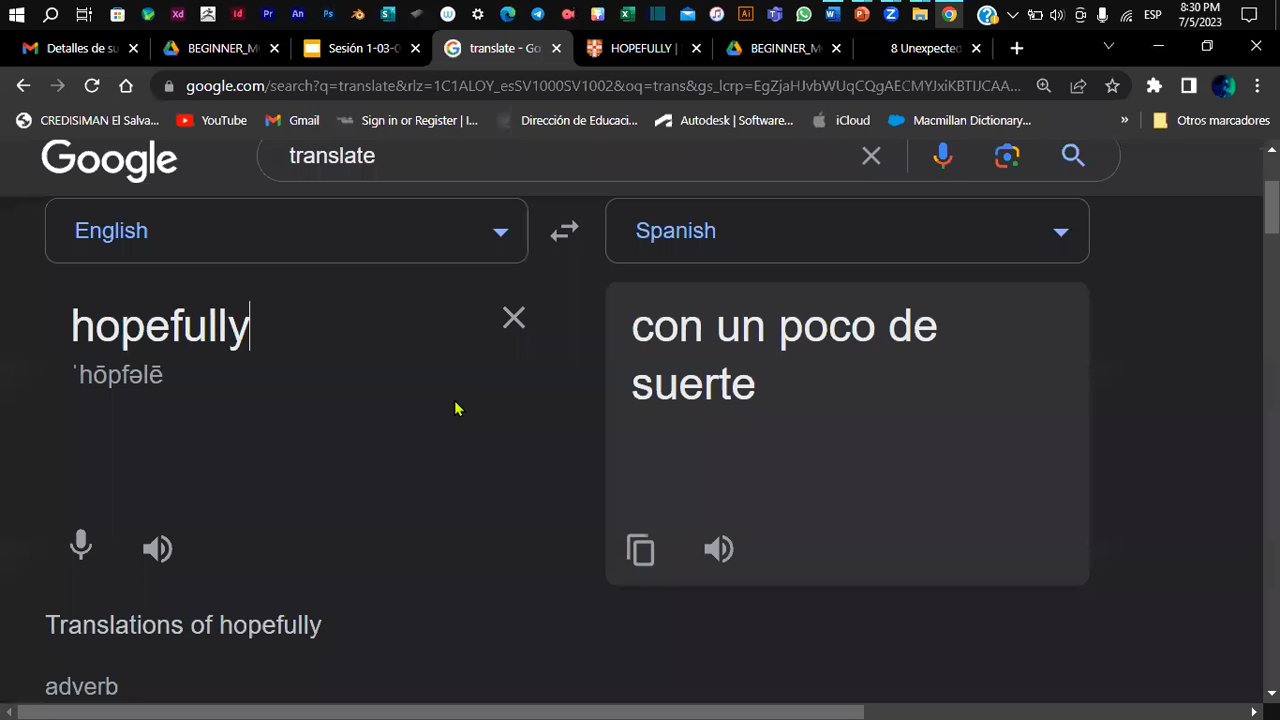 8:30 PM
ESP
7/5/2023
Detalles de su
BEGINNER_M
Sesión 1-03-0
translate - Go
HOPEFULLY |
BEGINNER_M
8 Unexpected
google.com/search?q=translate&rlz=1C1ALOY_esSV1000SV1002&oq=trans&gs_lcrp=EgZjaHJvbWUqCQgAECMYJxiKBTIJCAA...
CREDISIMAN El Salva...
YouTube
Gmail
Sign in or Register | I...
Dirección de Educaci...
Autodesk | Software...
iCloud
Macmillan Dictionary...
»
Otros marcadores
Google
translate
English
Spanish
hopefully
ˈhōpfəlē
con un poco de
suerte
Translations of hopefully
adverb